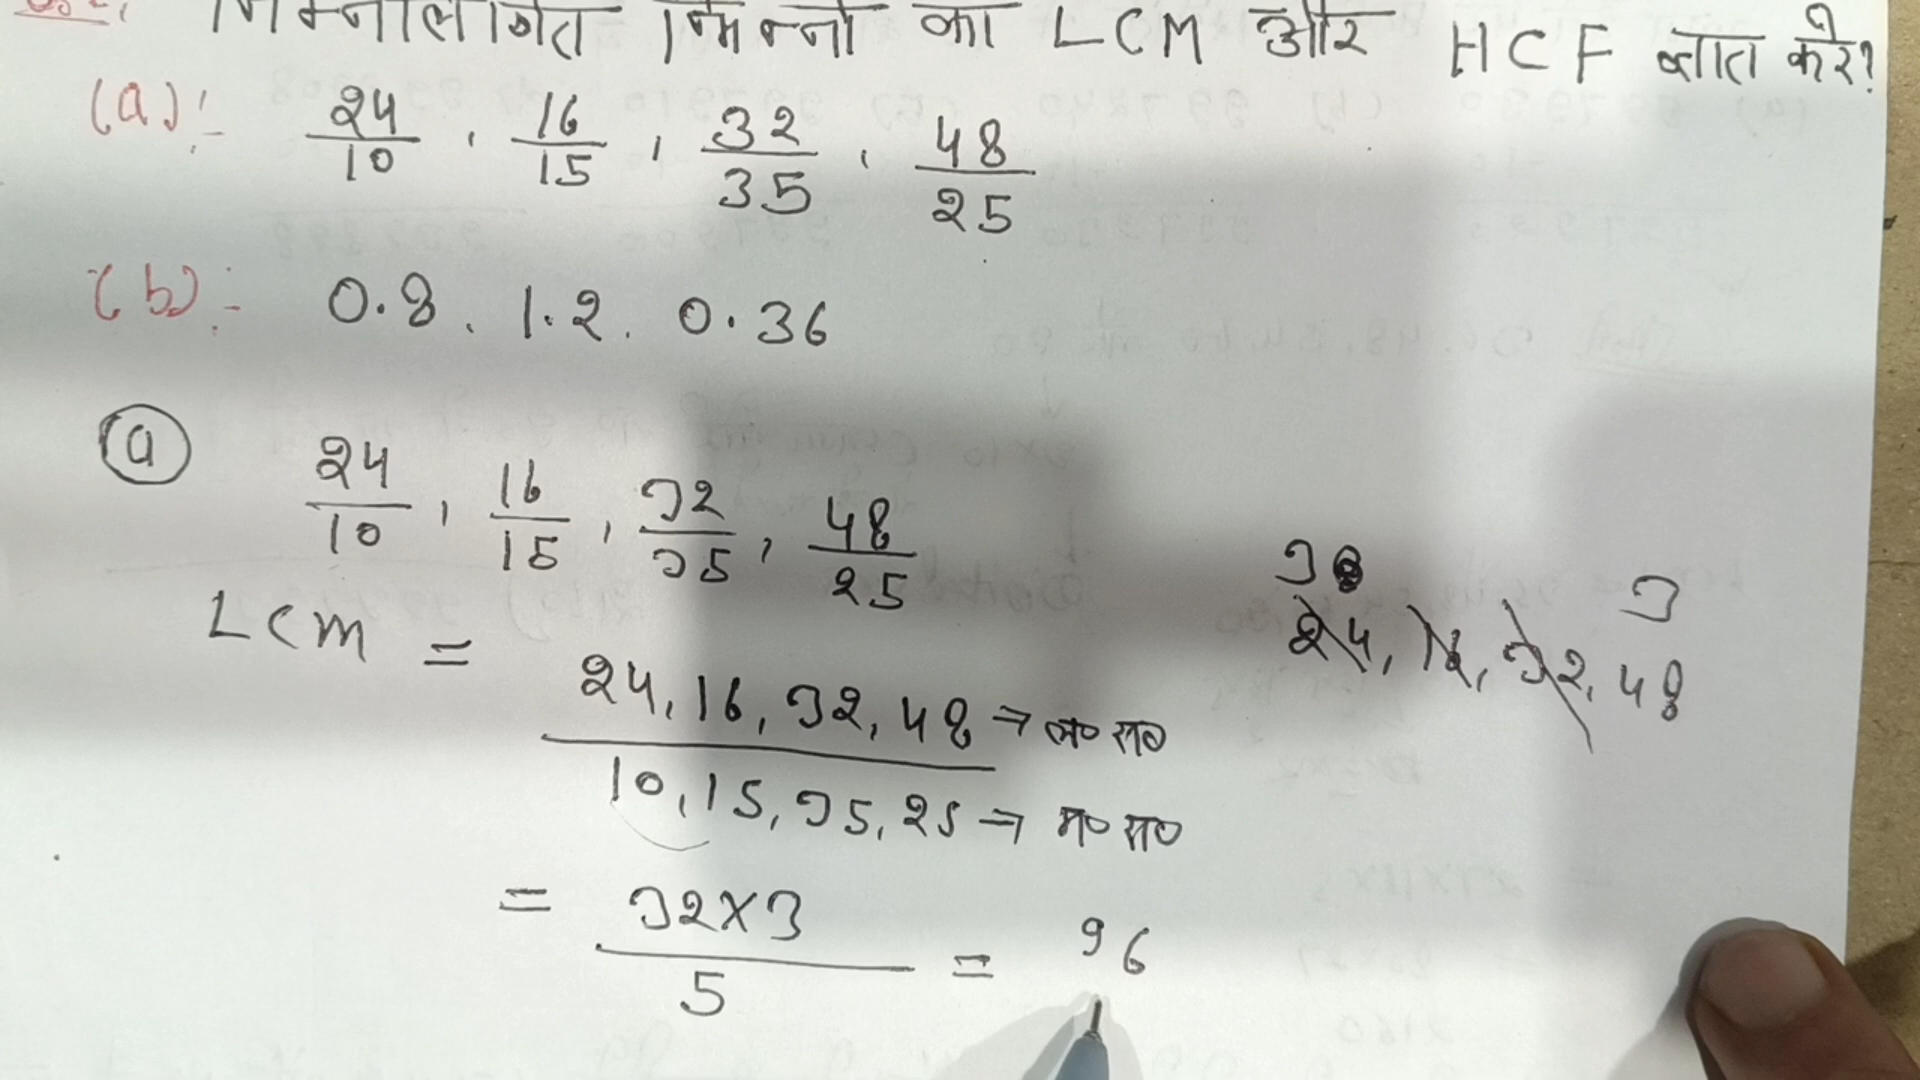 निम्नलिखित भिन्नों का LCM और HCF ज्ञात करें?
(a):- 24/10, 16/15, 32/35, 48/25
(b):- 0.8, 1.2, 0.36
(a) 24/10, 16/15, 32/35, 48/25
LCM = 24, 16, 32, 48 → ल० स०
10, 15, 35, 25 → म० स०
= 32×3/5 = 96
3 3
24, 16, 32, 48